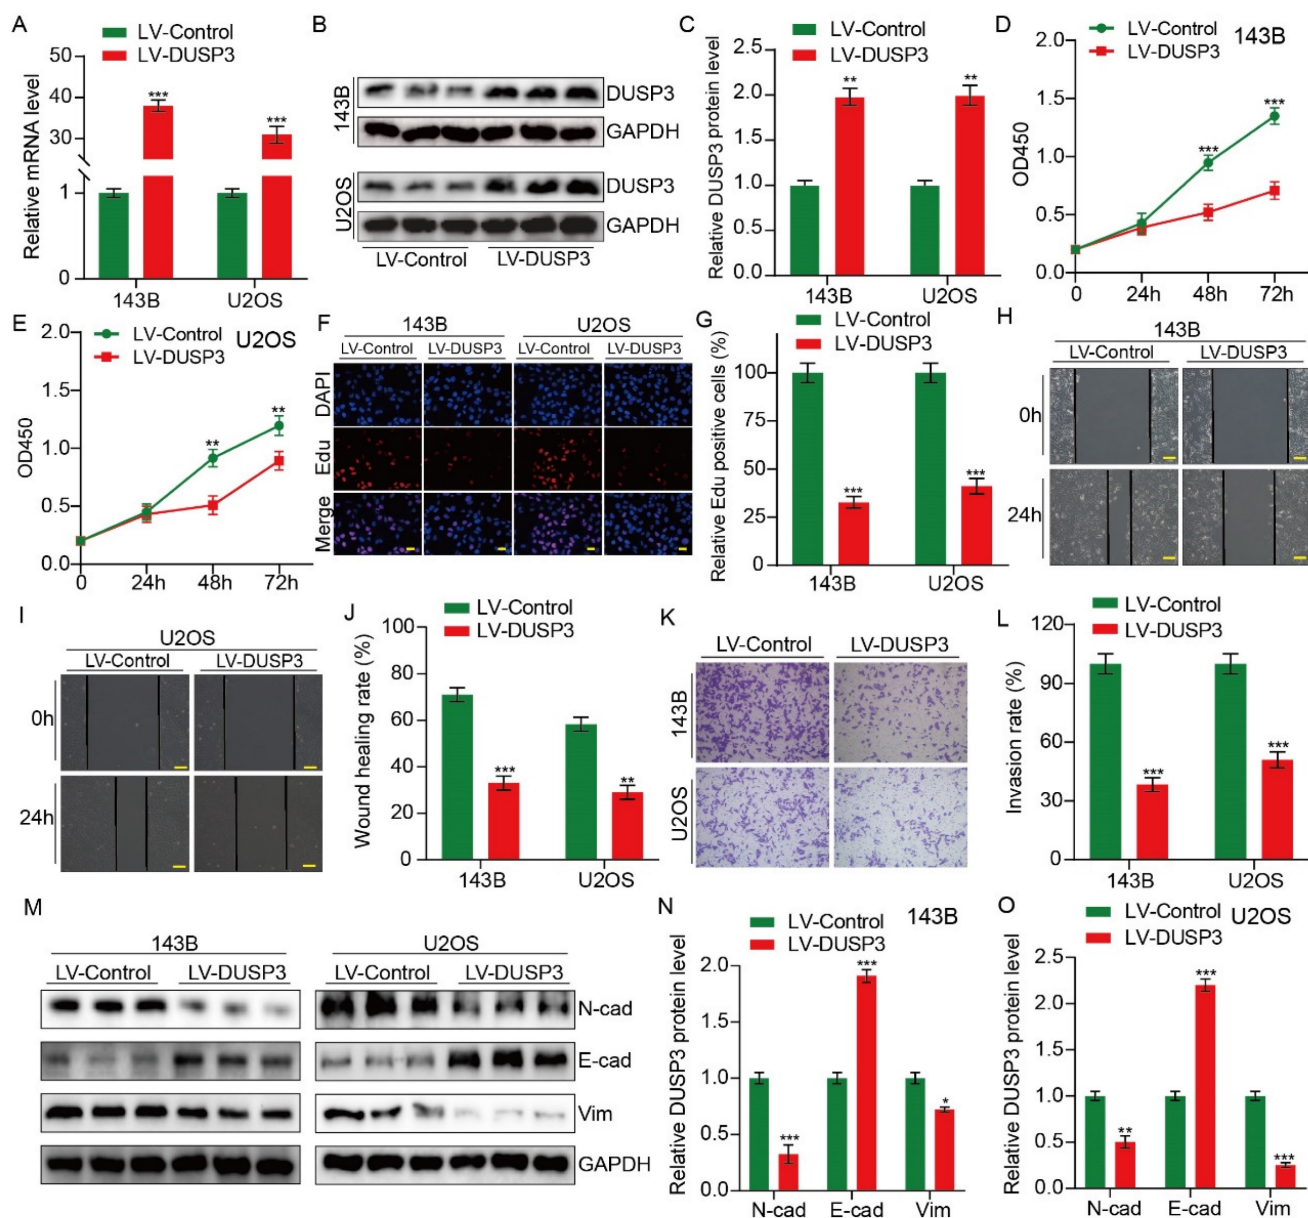 A
LV-Control
LV-DUSP3
Relative mRNA level
50
40
30
1
0
***
***
143B
U2OS
B
143B
DUSP3
GAPDH
U2OS
DUSP3
GAPDH
LV-Control
LV-DUSP3
C
LV-Control
LV-DUSP3
Relative DUSP3 protein level
2.5
2.0
1.5
1.0
0.5
0.0
**
**
143B
U2OS
D
LV-Control
LV-DUSP3
143B
OD450
2.0
1.5
1.0
0.5
0.0
***
***
0
24h
48h
72h
E
LV-Control
LV-DUSP3
U2OS
OD450
2.0
1.5
1.0
0.5
0.0
**
**
0
24h
48h
72h
F
143B
U2OS
LV-Control
LV-DUSP3
LV-Control
LV-DUSP3
DAPI
Edu
Merge
G
LV-Control
LV-DUSP3
Relative Edu positive cells (%)
100
75
50
25
0
***
***
143B
U2OS
H
143B
LV-Control
LV-DUSP3
0h
24h
I
U2OS
LV-Control
LV-DUSP3
0h
24h
J
LV-Control
LV-DUSP3
Wound healing rate (%)
100
80
60
40
20
0
***
**
143B
U2OS
K
LV-Control
LV-DUSP3
143B
U2OS
L
LV-Control
LV-DUSP3
Invasion rate (%)
120
90
60
30
0
***
***
143B
U2OS
M
143B
U2OS
LV-Control
LV-DUSP3
LV-Control
LV-DUSP3
N-cad
E-cad
Vim
GAPDH
N
LV-Control
LV-DUSP3
143B
Relative DUSP3 protein level
2.0
1.5
1.0
0.5
0.0
***
***
*
N-cad
E-cad
Vim
O
LV-Control
LV-DUSP3
U2OS
Relative DUSP3 protein level
2.5
2.0
1.5
1.0
0.5
0.0
**
***
***
N-cad
E-cad
Vim